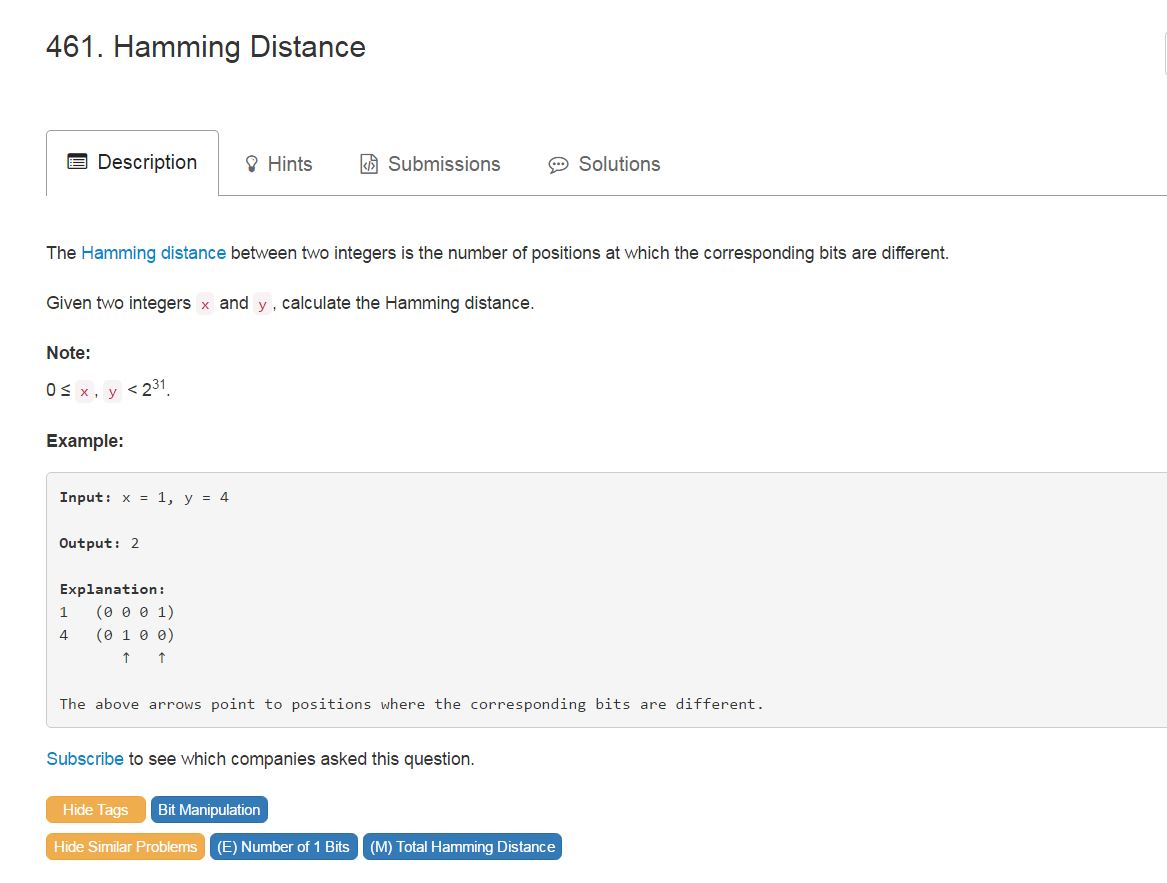 461. Hamming Distance
Description Hints Submissions Solutions
The Hamming distance between two integers is the number of positions at which the corresponding bits are different.
Given two integers x and y, calculate the Hamming distance.
Note:
0 ≤ x, y < 2³¹.
Example:
Input: x = 1, y = 4
Output: 2
Explanation:
1   (0 0 0 1)
4   (0 1 0 0)
       ↑   ↑
The above arrows point to positions where the corresponding bits are different.
Subscribe to see which companies asked this question.
Hide Tags Bit Manipulation
Hide Similar Problems (E) Number of 1 Bits (M) Total Hamming Distance